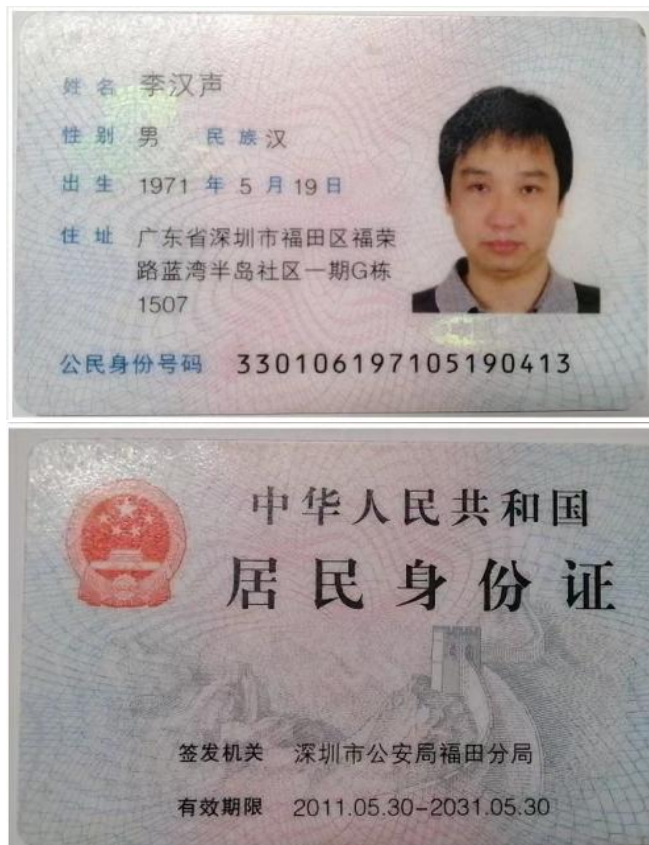 姓名 李汉声
性别 男 民族 汉
出生 1971 年 5 月 19 日
住址 广东省深圳市福田区福荣
路蓝湾半岛社区一期G栋
1507
公民身份号码 330106197105190413
中华人民共和国
居民身份证
签发机关 深圳市公安局福田分局
有效期限 2011.05.30-2031.05.30